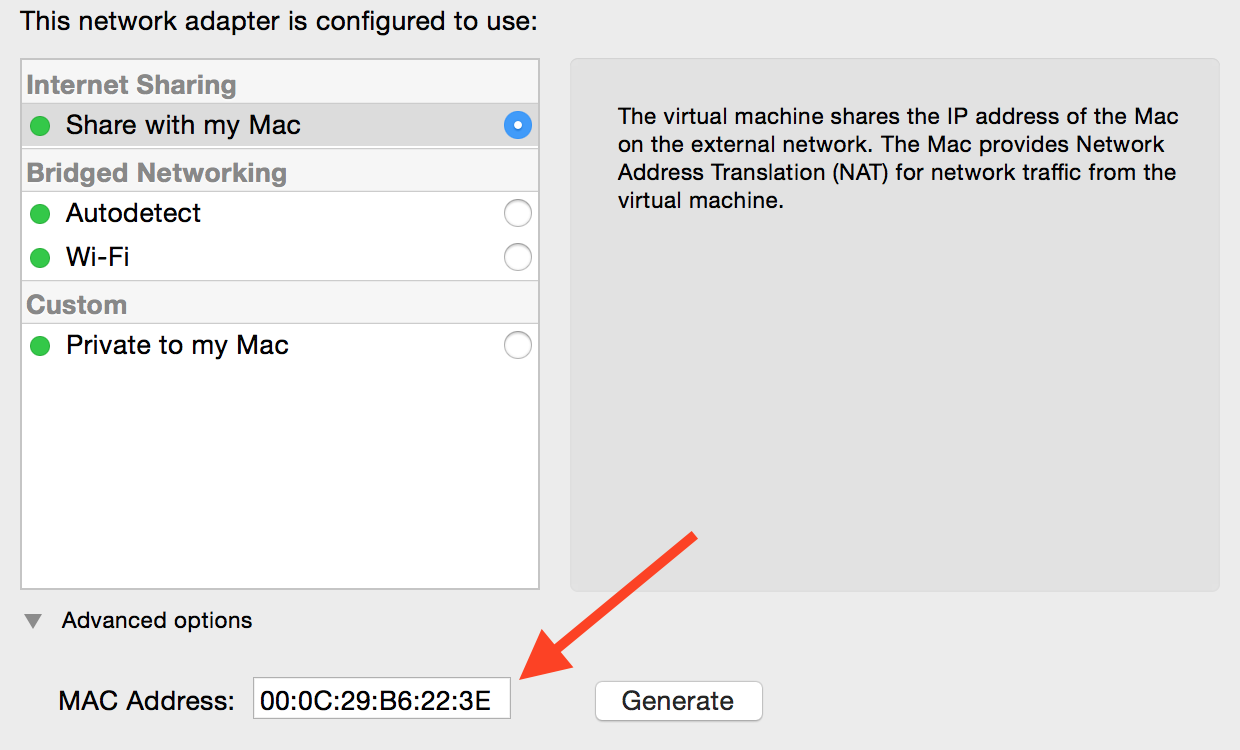 This network adapter is configured to use:
Internet Sharing
Share with my Mac
Bridged Networking
Autodetect
Wi-Fi
Custom
Private to my Mac
The virtual machine shares the IP address of the Mac
on the external network. The Mac provides Network
Address Translation (NAT) for network traffic from the
virtual machine.
Advanced options
MAC Address: 00:0C:29:B6:22:3E Generate